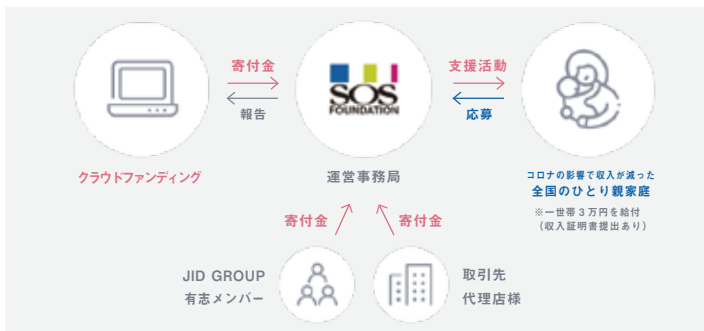 寄付金
報告
SOS
FOUNDATION
支援活動
応募
クラウドファンディング
運営事務局
コロナの影響で収入が減った
全国のひとり親家庭
※一世帯3万円を給付
（収入証明書提出あり）
寄付金
寄付金
JID GROUP
有志メンバー
取引先
代理店様